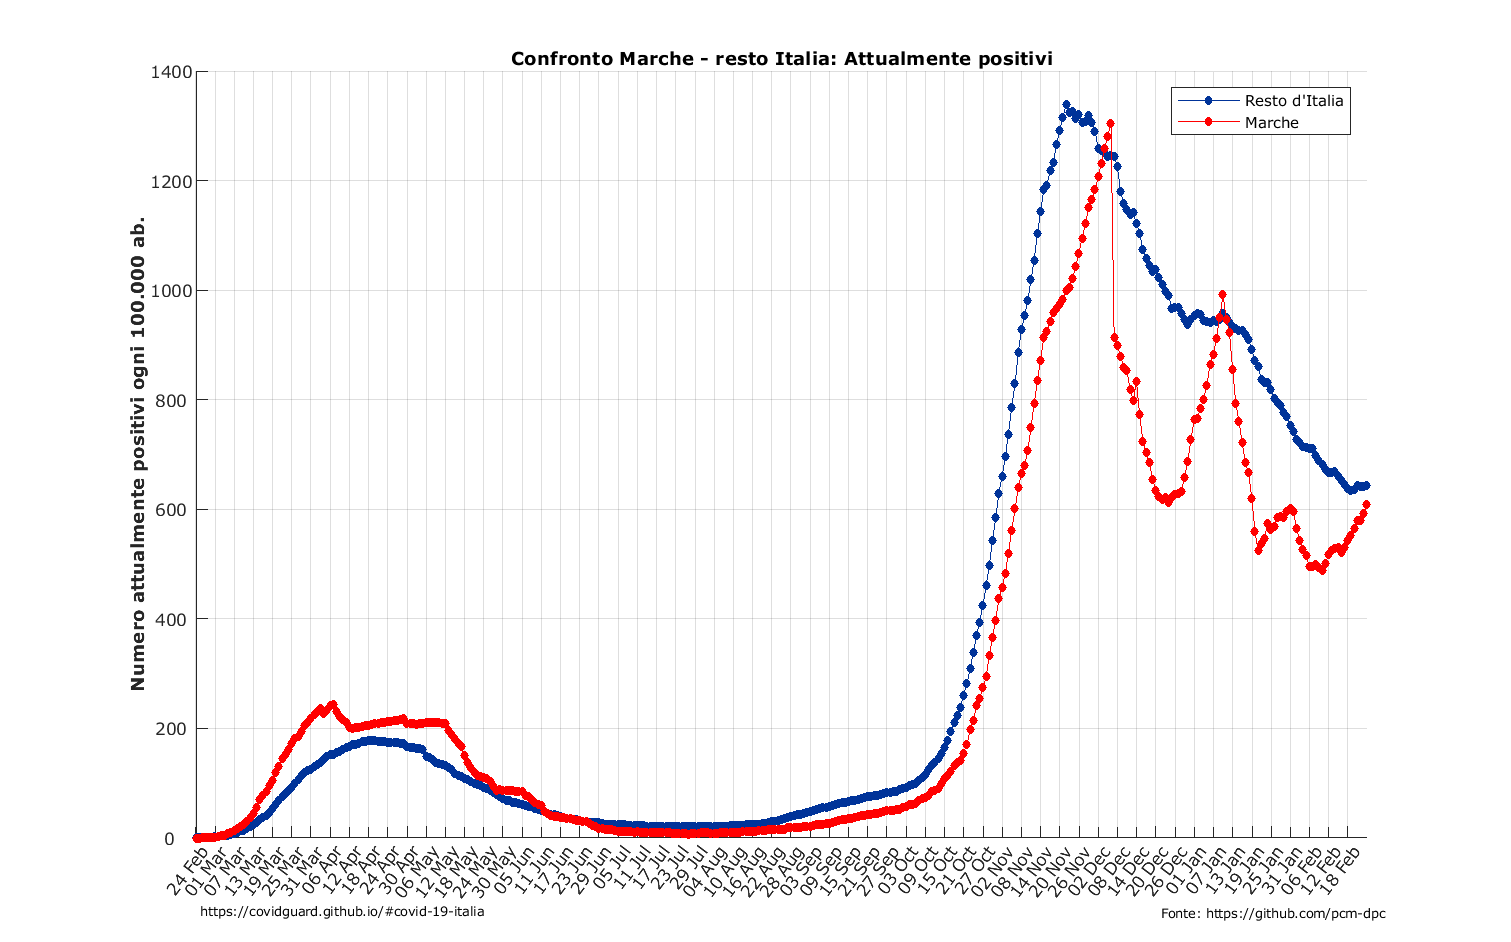 Confronto Marche - resto Italia: Attualmente positivi
Resto d'Italia
Marche
Numero attualmente positivi ogni 100.000 ab.
1400
1200
1000
800
600
400
200
0
24 Feb
01 Mar
07 Mar
13 Mar
19 Mar
25 Mar
31 Mar
06 Apr
12 Apr
18 Apr
24 Apr
30 Apr
06 May
12 May
18 May
24 May
30 May
05 Jun
11 Jun
17 Jun
23 Jun
29 Jun
05 Jul
11 Jul
17 Jul
23 Jul
29 Jul
04 Aug
10 Aug
16 Aug
22 Aug
28 Aug
03 Sep
09 Sep
15 Sep
21 Sep
27 Sep
03 Oct
09 Oct
15 Oct
21 Oct
27 Oct
02 Nov
08 Nov
14 Nov
20 Nov
26 Nov
02 Dec
08 Dec
14 Dec
20 Dec
26 Dec
01 Jan
07 Jan
13 Jan
19 Jan
25 Jan
31 Jan
06 Feb
12 Feb
18 Feb
https://covidguard.github.io/#covid-19-italia
Fonte: https://github.com/pcm-dpc